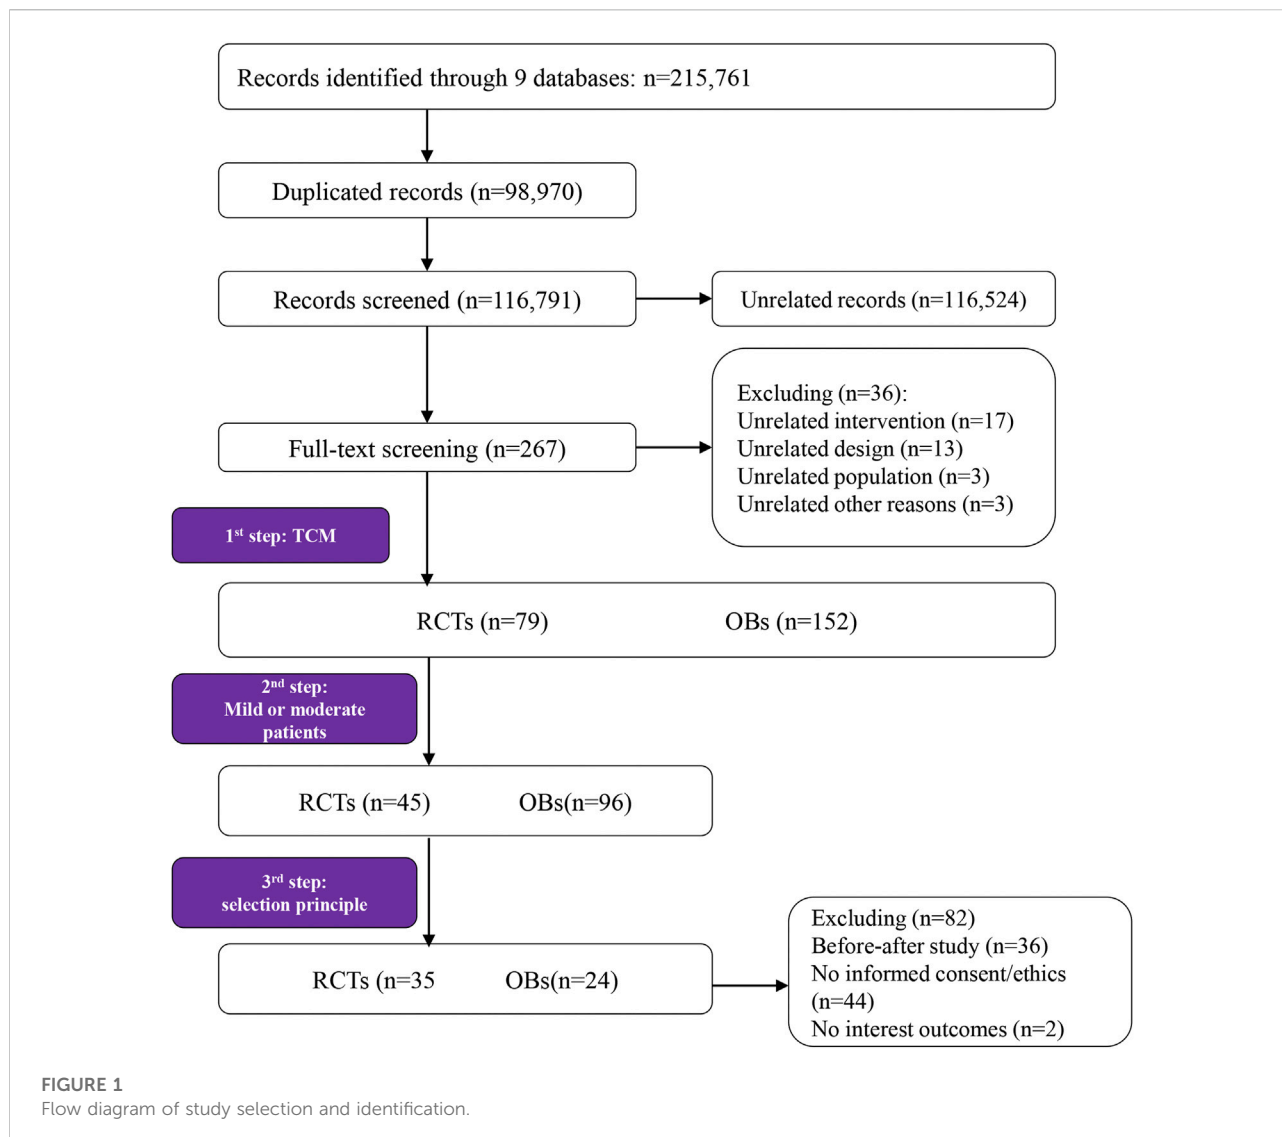 Records identified through 9 databases: n=215,761
Duplicated records (n=98,970)
Records screened (n=116,791)
Unrelated records (n=116,524)
Full-text screening (n=267)
Excluding (n=36):
Unrelated intervention (n=17)
Unrelated design (n=13)
Unrelated population (n=3)
Unrelated other reasons (n=3)
1st step: TCM
RCTs (n=79) OBs (n=152)
2nd step:
Mild or moderate
patients
RCTs (n=45) OBs(n=96)
3rd step:
selection principle
RCTs (n=35 OBs(n=24)
Excluding (n=82)
Before-after study (n=36)
No informed consent/ethics
(n=44)
No interest outcomes (n=2)
FIGURE 1
Flow diagram of study selection and identification.